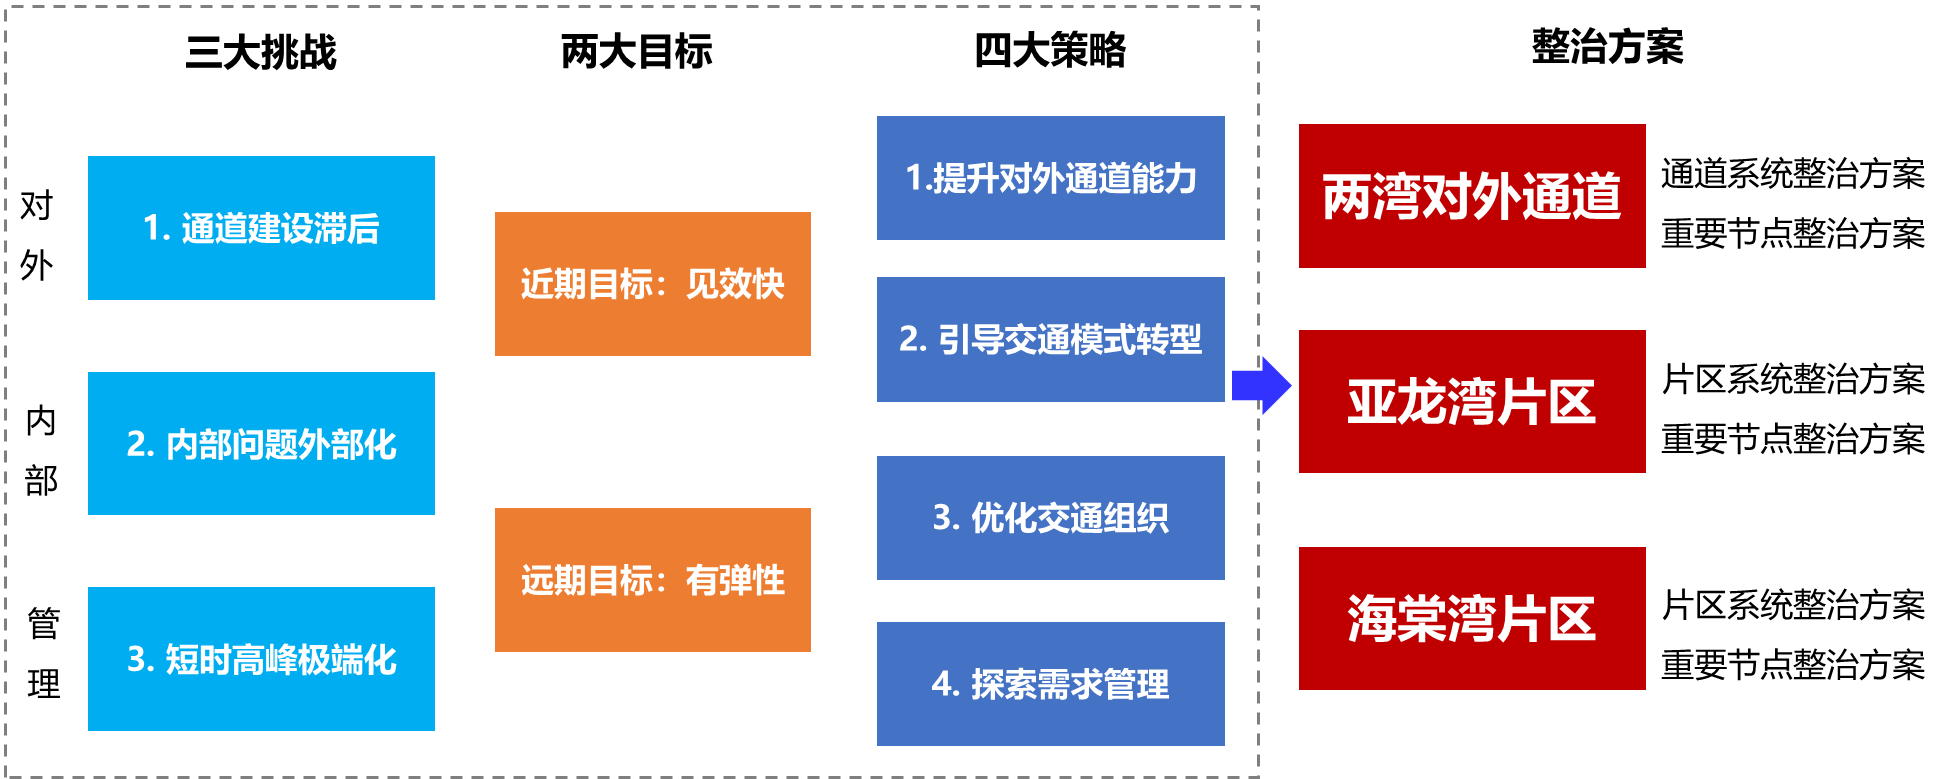 三大挑战
两大目标
四大策略
整治方案
对外
1. 通道建设滞后
内部
2. 内部问题外部化
管理
3. 短时高峰极端化
近期目标：见效快
远期目标：有弹性
1.提升对外通道能力
2. 引导交通模式转型
3. 优化交通组织
4. 探索需求管理
两湾对外通道
通道系统整治方案
重要节点整治方案
亚龙湾片区
片区系统整治方案
重要节点整治方案
海棠湾片区
片区系统整治方案
重要节点整治方案